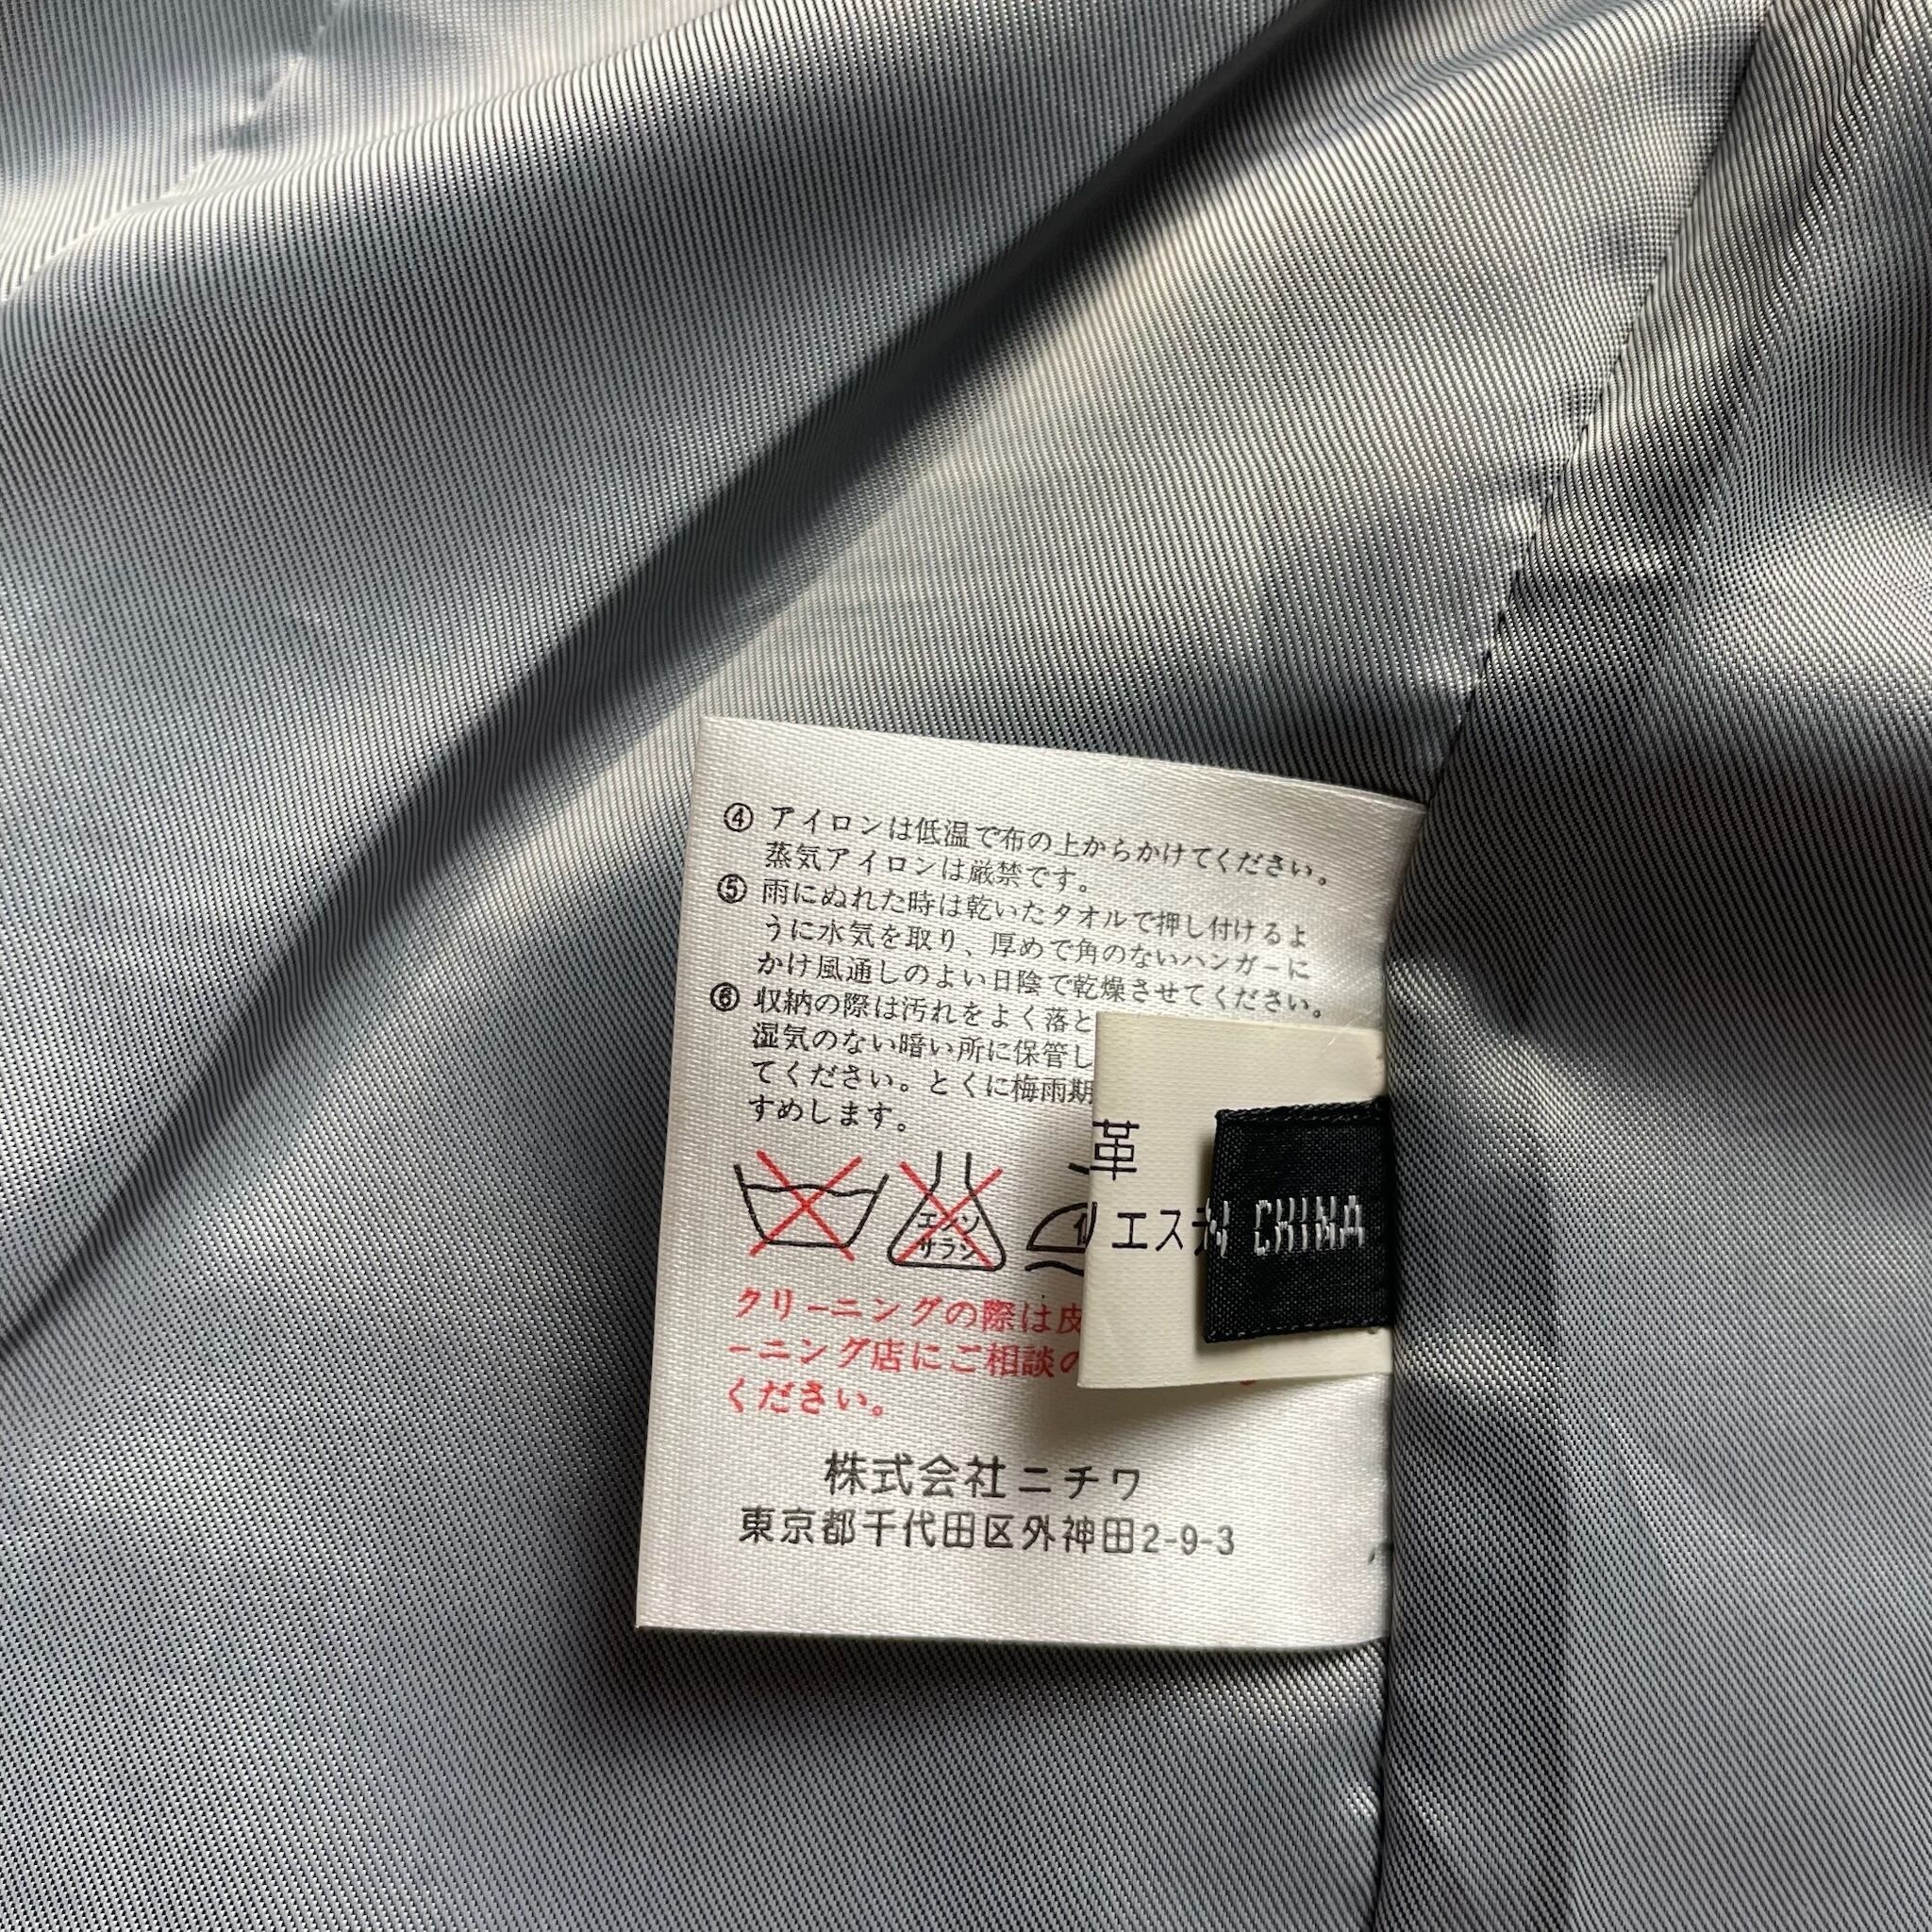 ④ アイロンは低温で布の上からかけてください。
蒸気アイロンは厳禁です。
⑤ 雨にぬれた時は乾いたタオルで押し付けるよ
うに水気を取り、厚めで角のないハンガーに
かけ風通しのよい日陰で乾燥させてください。
⑥ 収納の際は汚れをよく落と
湿気のない暗い所に保管し
てください。とくに梅雨期
すめします。
革
エンソ
サラシ
エステ
CHINA
クリーニングの際は皮
ーニング店にご相談の
ください。
株式会社ニチワ
東京都千代田区外神田2-9-3